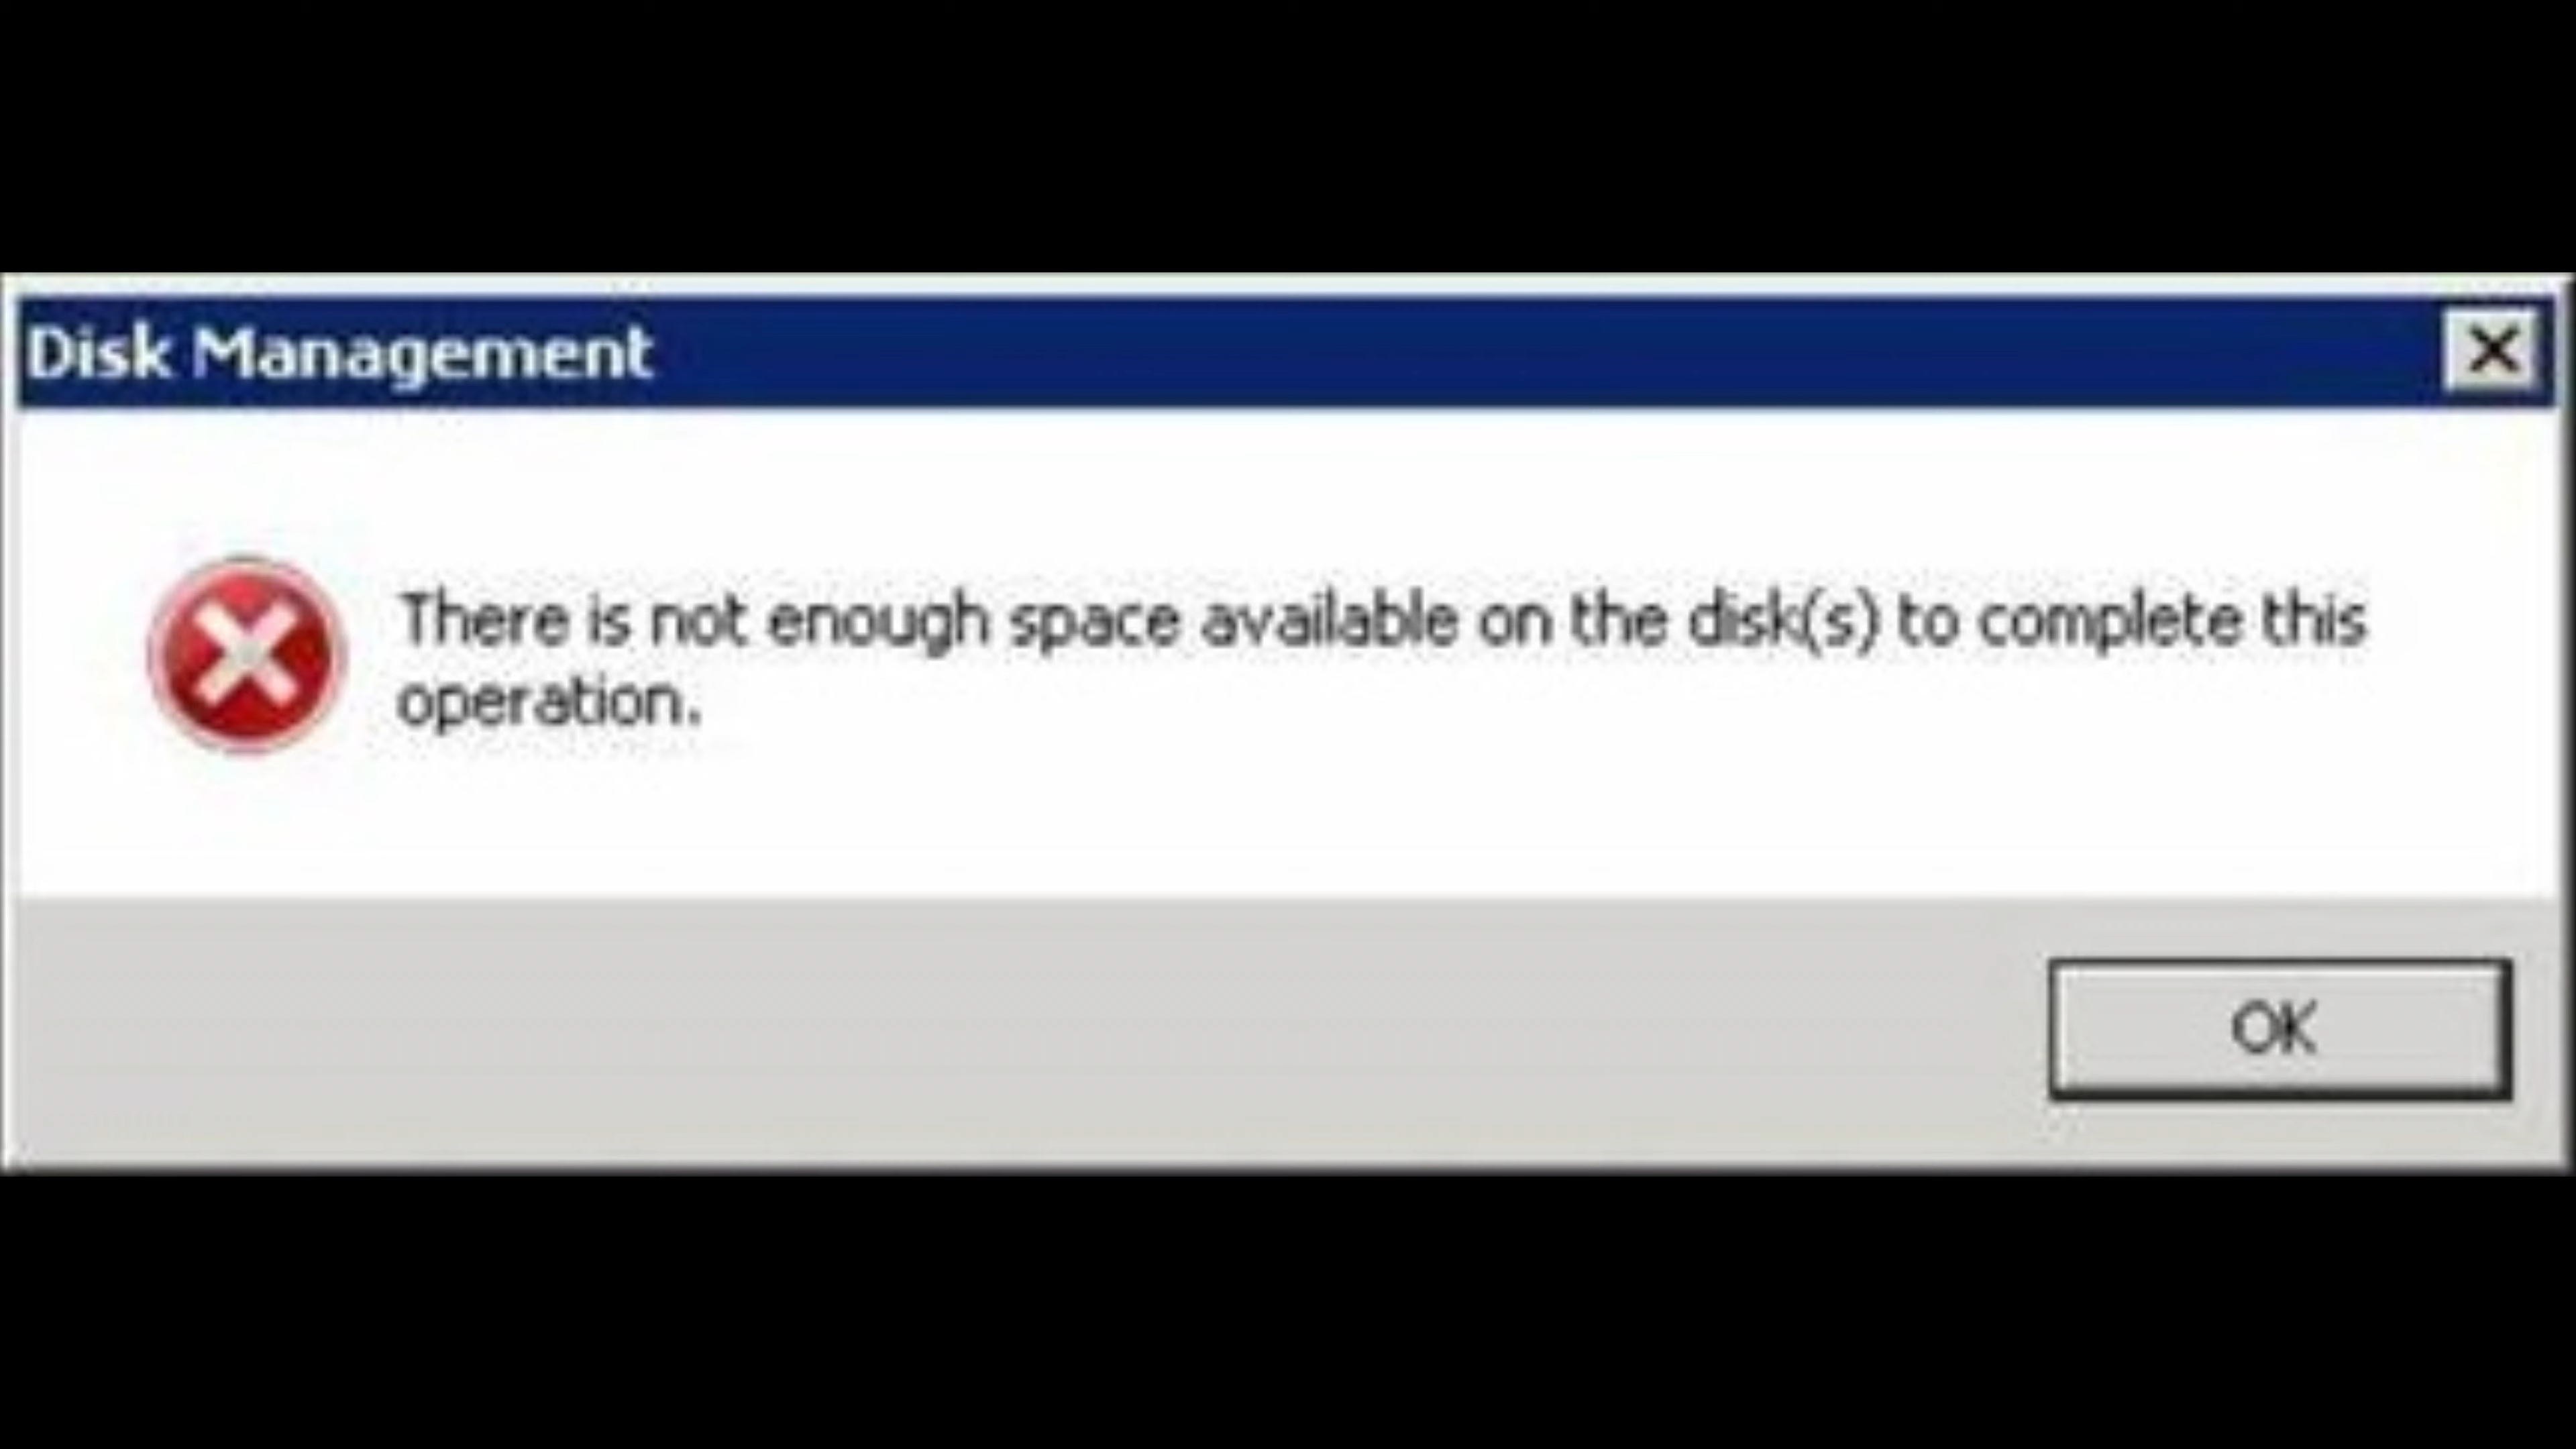 Disk Management
There is not enough space available on the disk(s) to complete this
operation.
OK